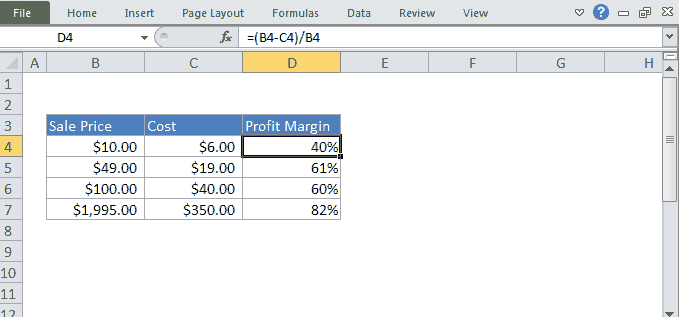 File Home Insert Page Layout Formulas Data Review View ?
D4 fx =(B4-C4)/B4
A B C D E F G H
1
2
3 Sale Price Cost Profit Margin
4 $10.00 $6.00 40%
5 $49.00 $19.00 61%
6 $100.00 $40.00 60%
7 $1,995.00 $350.00 82%
8
9
10
11
12